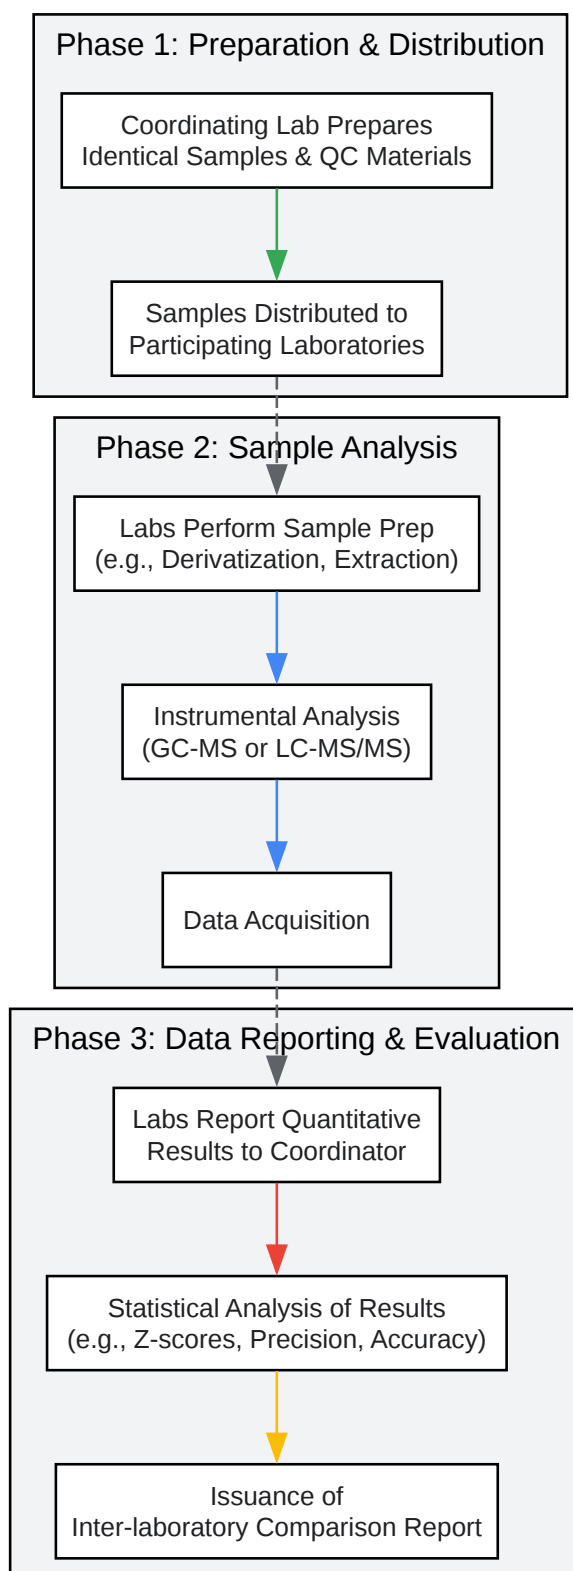 Phase 1: Preparation & Distribution
Coordinating Lab Prepares
Identical Samples & QC Materials
Samples Distributed to
Participating Laboratories
Phase 2: Sample Analysis
Labs Perform Sample Prep
(e.g., Derivatization, Extraction)
Instrumental Analysis
(GC-MS or LC-MS/MS)
Data Acquisition
Phase 3: Data Reporting & Evaluation
Labs Report Quantitative
Results to Coordinator
Statistical Analysis of Results
(e.g., Z-scores, Precision, Accuracy)
Issuance of
Inter-laboratory Comparison Report